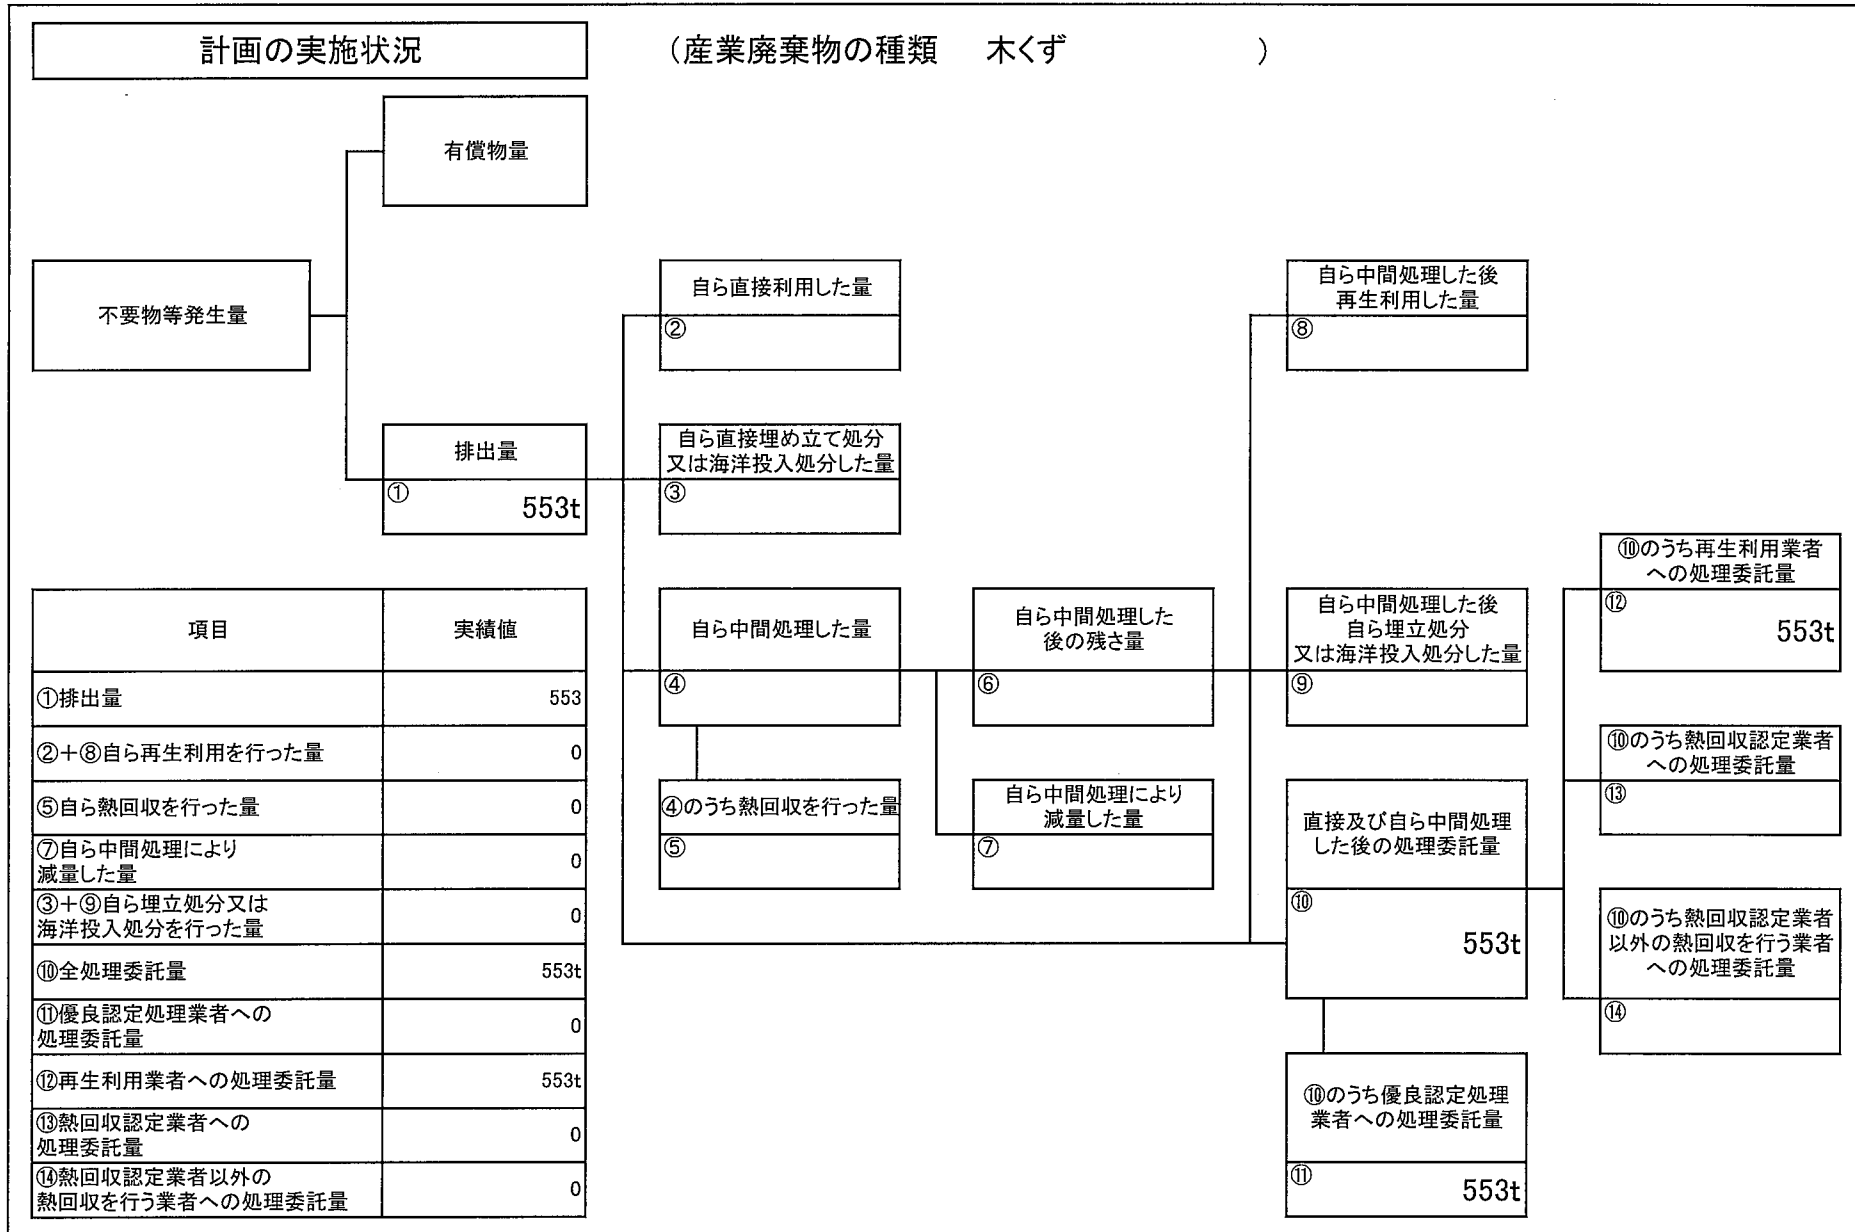 計画の実施状況
（産業廃棄物の種類　木くず　　　　　　）
有償物量
不要物等発生量
排出量
①
553t
自ら直接利用した量
②
自ら直接埋め立て処分
又は海洋投入処分した量
③
自ら中間処理した後
再生利用した量
⑧
自ら中間処理した量
④
④のうち熱回収を行った量
⑤
自ら中間処理した
後の残さ量
⑥
自ら中間処理により
減量した量
⑦
自ら中間処理した後
自ら埋立処分
又は海洋投入処分した量
⑨
直接及び自ら中間処理
した後の処理委託量
⑩
553t
⑩のうち優良認定処理
業者への処理委託量
⑪
553t
⑩のうち再生利用業者
への処理委託量
⑫
553t
⑩のうち熱回収認定業者
への処理委託量
⑬
⑩のうち熱回収認定業者
以外の熱回収を行う業者
への処理委託量
⑭
項目 実績値
①排出量 553
②＋⑧自ら再生利用を行った量 0
⑤自ら熱回収を行った量 0
⑦自ら中間処理により
減量した量 0
③＋⑨自ら埋立処分又は
海洋投入処分を行った量 0
⑩全処理委託量 553t
⑪優良認定処理業者への
処理委託量 0
⑫再生利用業者への処理委託量 553t
⑬熱回収認定業者への
処理委託量 0
⑭熱回収認定業者以外の
熱回収を行う業者への処理委託量 0